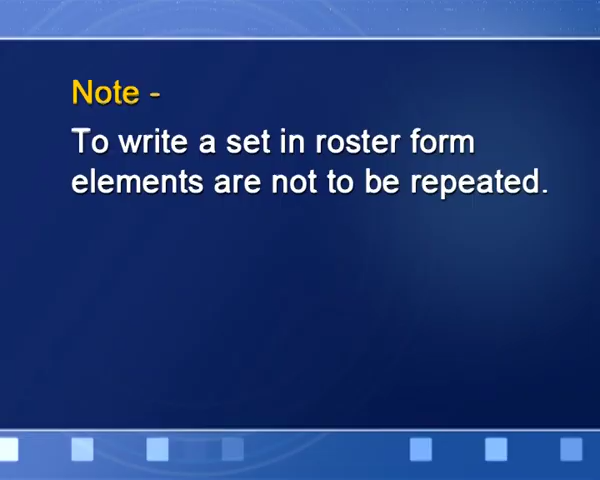 Note -
To write a set in roster form
elements are not to be repeated.